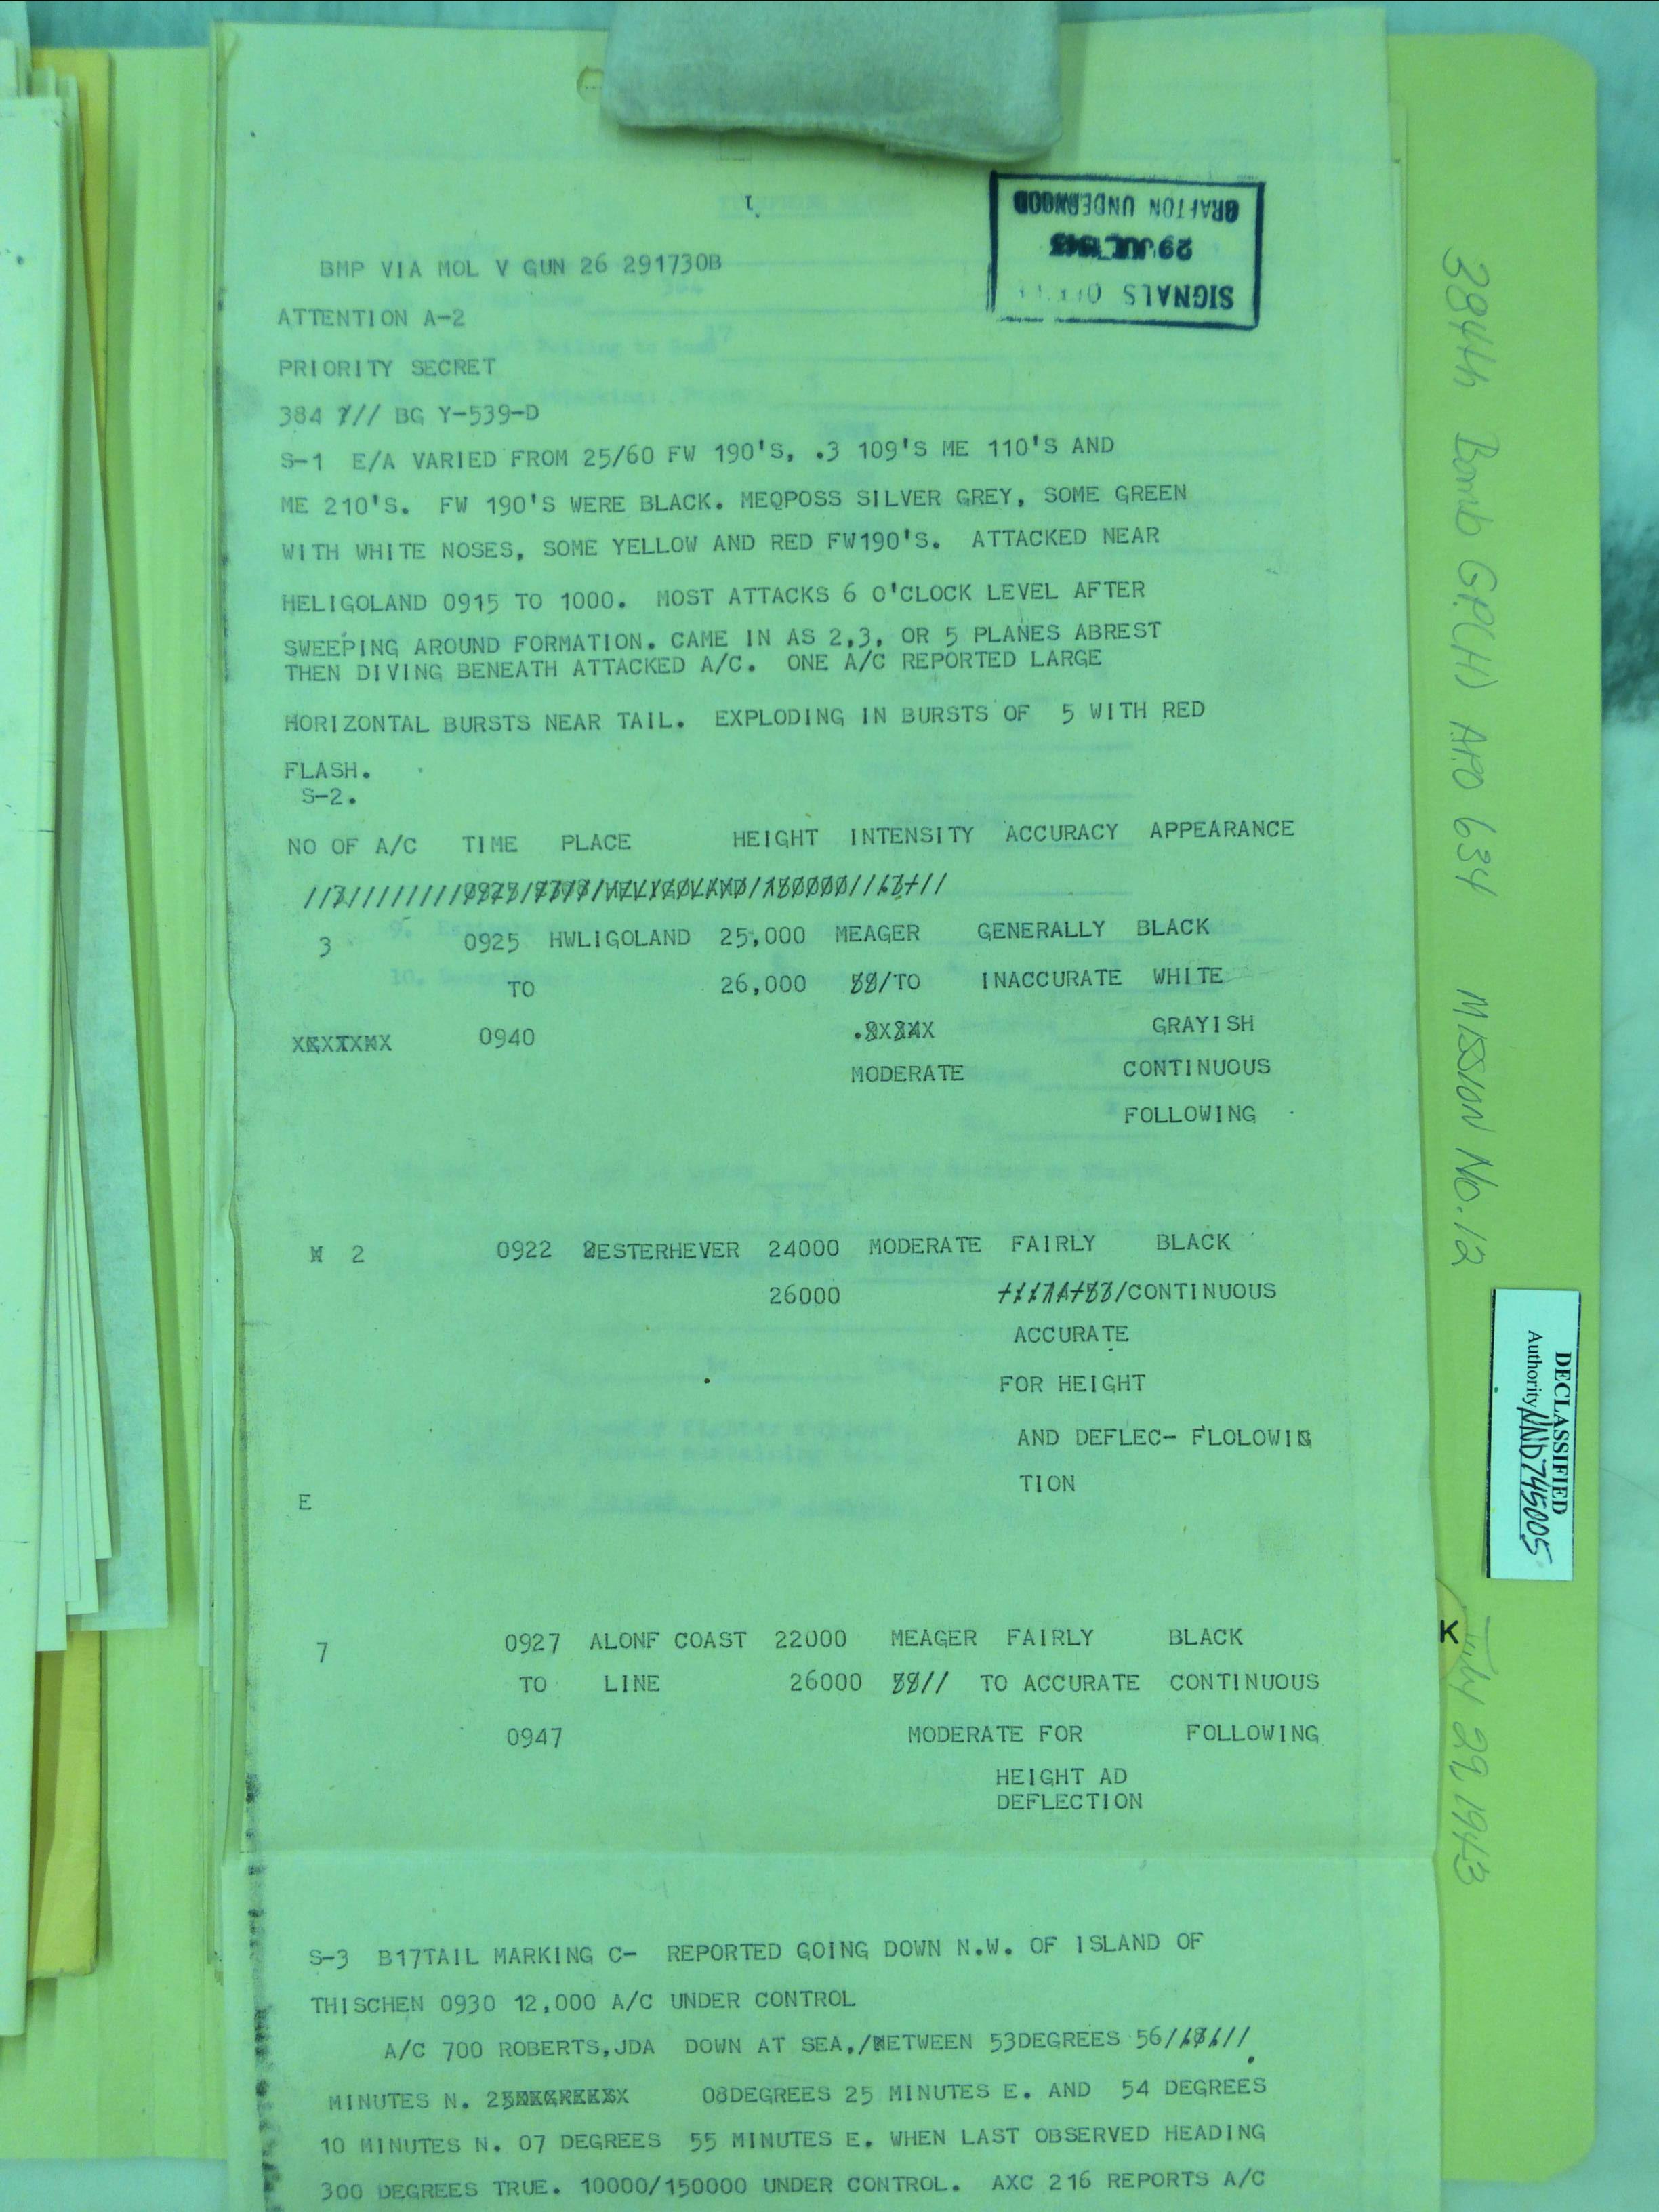 1.
SIGNALS
29 JUL 1943
GRAFTON UNDERWOOD
BMP VIA MOL V GUN 26 291730B
ATTENTION A-2
PRIORITY SECRET
384 7// BG Y-539-D
S-1 E/A VARIED FROM 25/60 FW 190'S, .3 109'S ME 110'S AND
ME 210'S. FW 190'S WERE BLACK. MEQPOSS SILVER GREY, SOME GREEN
WITH WHITE NOSES, SOME YELLOW AND RED FW190'S. ATTACKED NEAR
HELIGOLAND 0915 TO 1000. MOST ATTACKS 6 O'CLOCK LEVEL AFTER
SWEEPING AROUND FORMATION. CAME IN AS 2,3, OR 5 PLANES ABREST
THEN DIVING BENEATH ATTACKED A/C. ONE A/C REPORTED LARGE
HORIZONTAL BURSTS NEAR TAIL. EXPLODING IN BURSTS OF 5 WITH RED
FLASH.
S-2.
NO OF A/C TIME PLACE HEIGHT INTENSITY ACCURACY APPEARANCE
3 0925 HWLIGOLAND 25,000 MEAGER GENERALLY BLACK
TO 26,000 /TO INACCURATE WHITE
0940 GRAYISH
MODERATE CONTINUOUS
FOLLOWING
2 0922 WESTERHEVER 24000 MODERATE FAIRLY BLACK
26000 /CONTINUOUS
ACCURATE
FOR HEIGHT
AND DEFLEC- FLOLOWING
TION
E
7 0927 ALONF COAST 22000 MEAGER FAIRLY BLACK
TO LINE 26000 // TO ACCURATE CONTINUOUS
0947 MODERATE FOR FOLLOWING
HEIGHT AD
DEFLECTION
S-3 B17TAIL MARKING C- REPORTED GOING DOWN N.W. OF ISLAND OF
THISCHEN 0930 12,000 A/C UNDER CONTROL
A/C 700 ROBERTS,JDA DOWN AT SEA,/BETWEEN 53DEGREES 56
MINUTES N. 08DEGREES 25 MINUTES E. AND 54 DEGREES
10 MINUTES N. 07 DEGREES 55 MINUTES E. WHEN LAST OBSERVED HEADING
300 DEGREES TRUE. 10000/150000 UNDER CONTROL. AXC 216 REPORTS A/C
384th Bomb GP.(H) APO 634 Mission No. 12 July 29, 1943
DECLASSIFIED
Authority NND745005
K